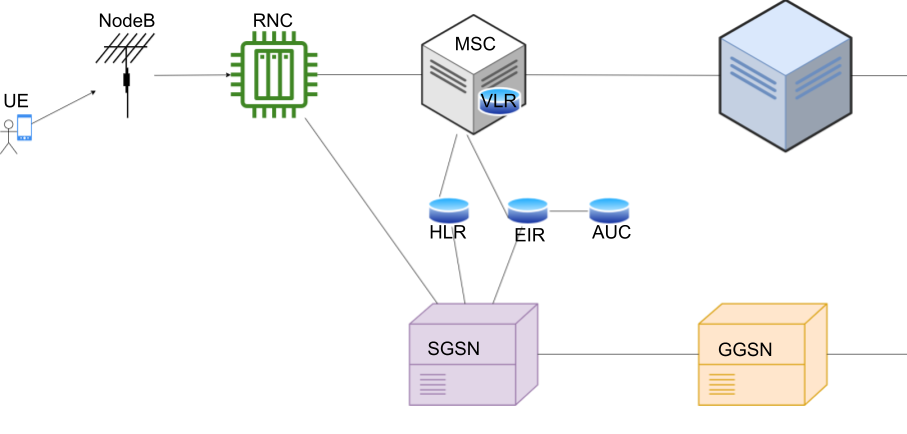 NodeB
RNC
MSC
VLR
UE
HLR
EIR
AUC
SGSN
GGSN